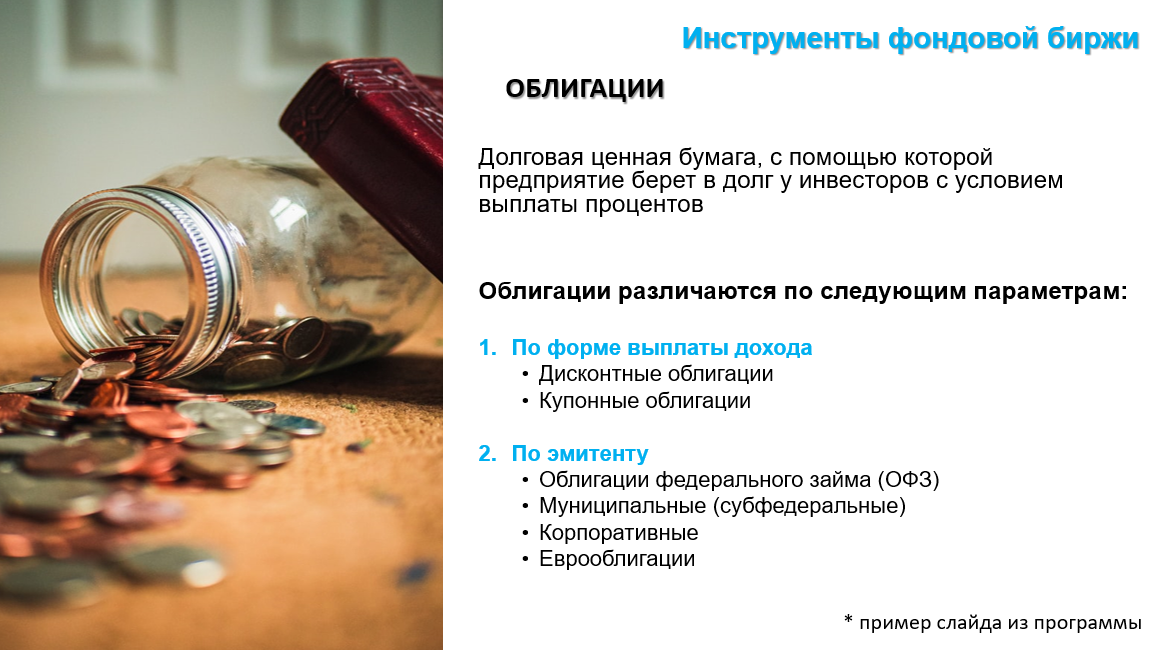 Инструменты фондовой биржи
ОБЛИГАЦИИ
Долговая ценная бумага, с помощью которой
предприятие берет в долг у инвесторов с условием
выплаты процентов
Облигации различаются по следующим параметрам:
1. По форме выплаты дохода
• Дисконтные облигации
• Купонные облигации
2. По эмитенту
• Облигации федерального займа (ОФЗ)
• Муниципальные (субфедеральные)
• Корпоративные
• Еврооблигации
* пример слайда из программы